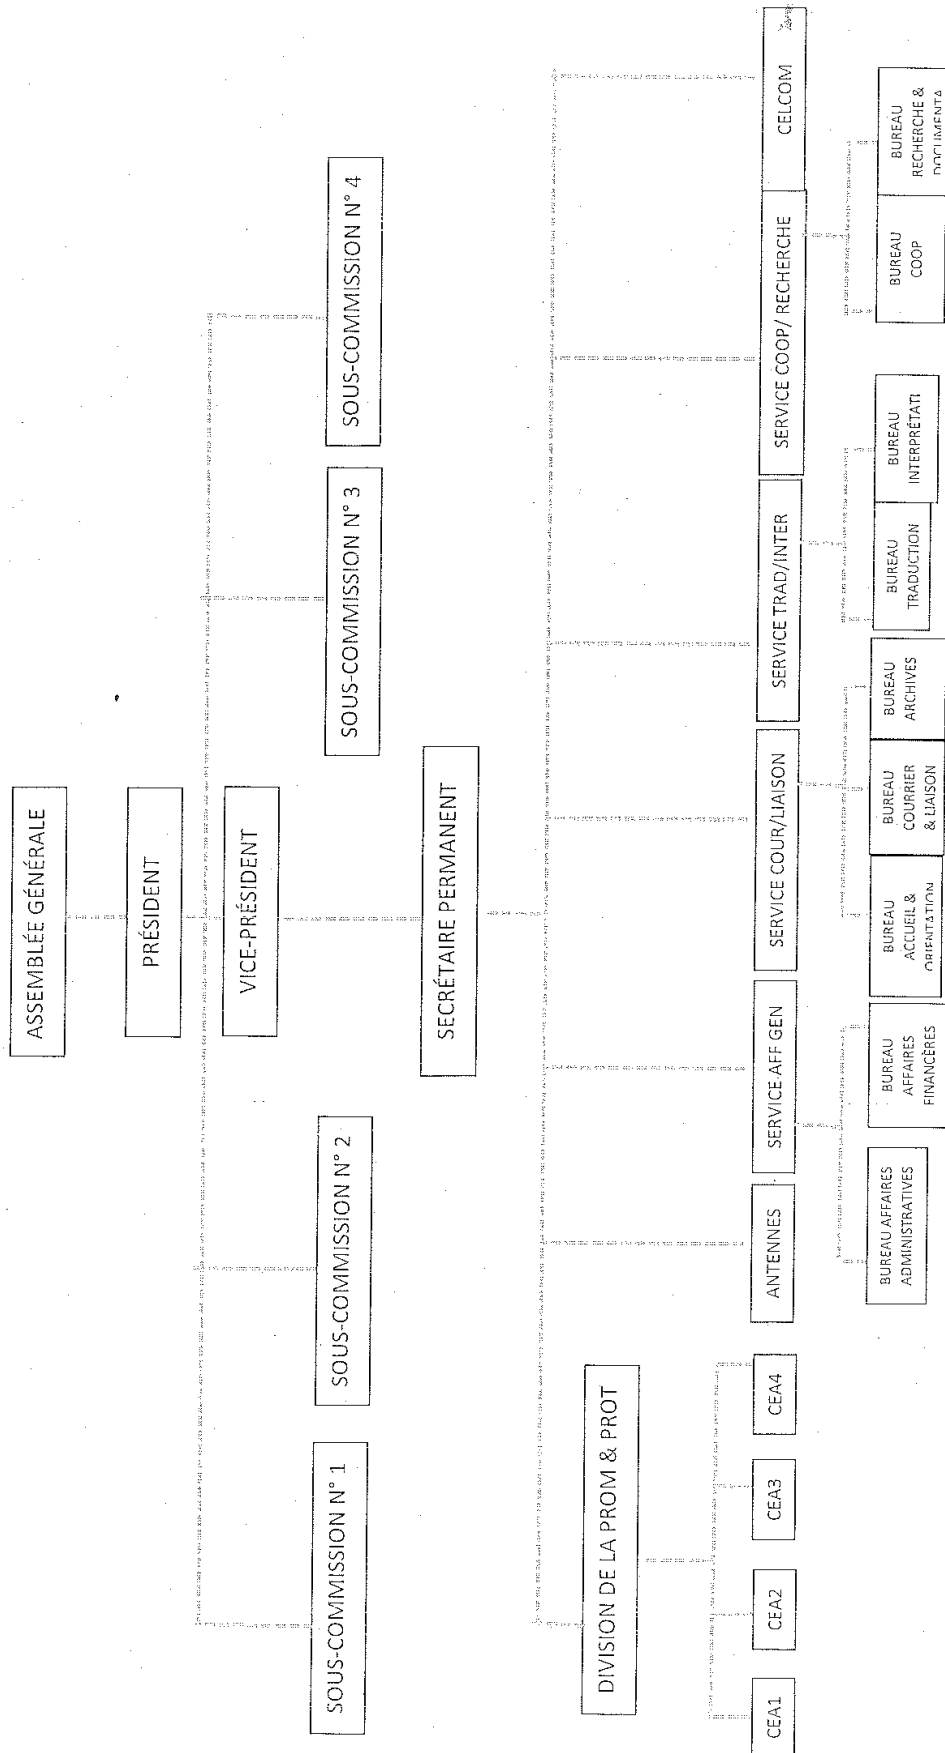 ASSEMBLÉE GÉNÉRALE
PRÉSIDENT
VICE-PRÉSIDENT
SOUS-COMMISSION N° 1
SOUS-COMMISSION N° 2
SOUS-COMMISSION N° 3
SOUS-COMMISSION N° 4
SECRÉTAIRE PERMANENT
DIVISION DE LA PROM & PROT
CEA1
CEA2
CEA3
CEA4
ANTENNES
SERVICE AFF GEN
SERVICE COUR/LIAISON
SERVICE TRAD/INTER
SERVICE COOP/ RECHERCHE
CELCOM
BUREAU AFFAIRES
ADMINISTRATIVES
BUREAU
AFFAIRES
FINANCÈRES
BUREAU
ACCUEIL &
ORIENTATION
BUREAU
COURRIER
& LIAISON
BUREAU
ARCHIVES
BUREAU
TRADUCTION
BUREAU
INTERPRÉTATI
BUREAU
COOP
BUREAU
RECHERCHE &
DOCUMENTA